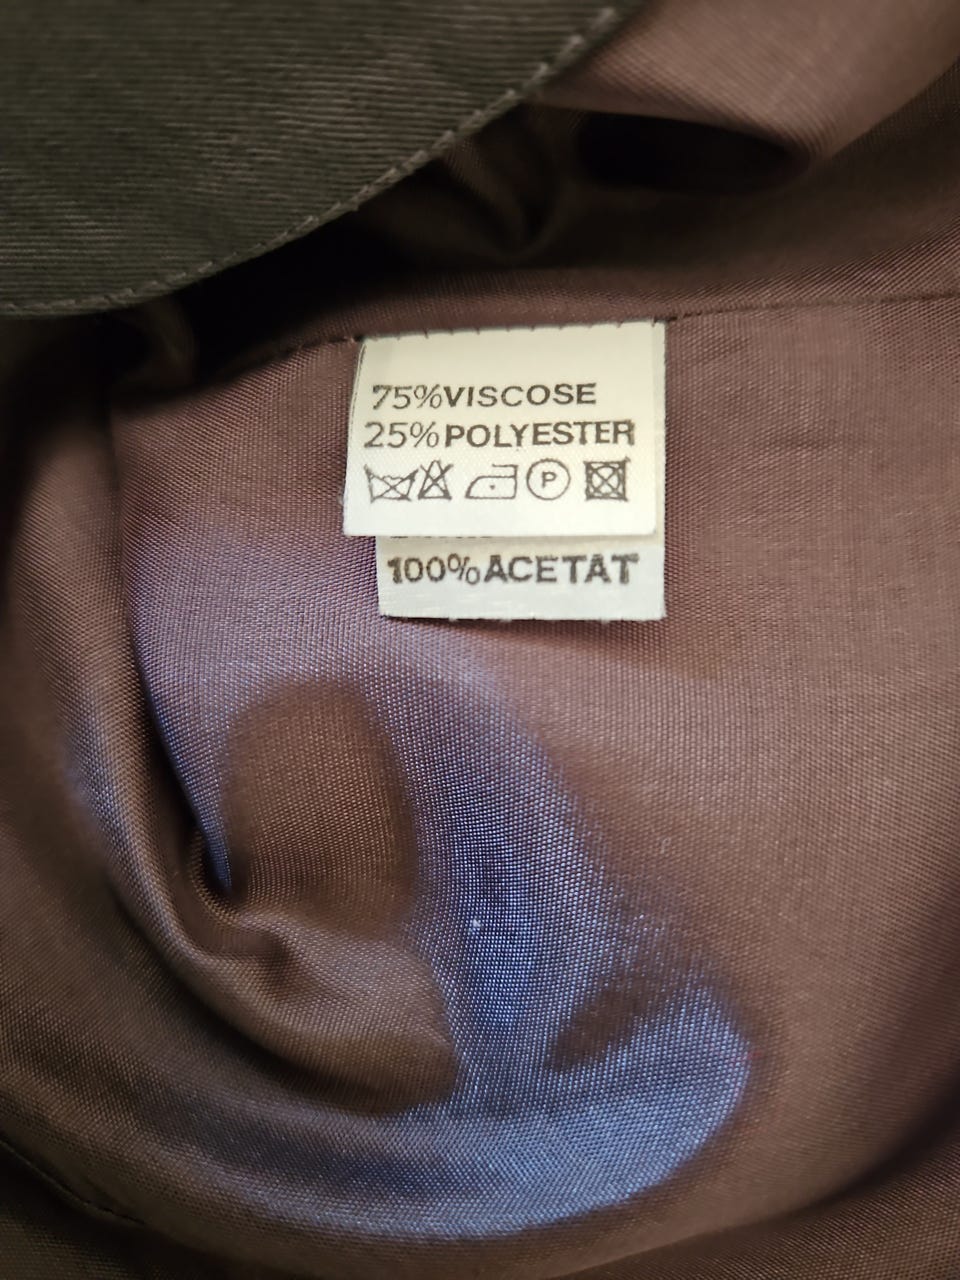 75%VISCOSE
25%POLYESTER
P
100%ACETAT